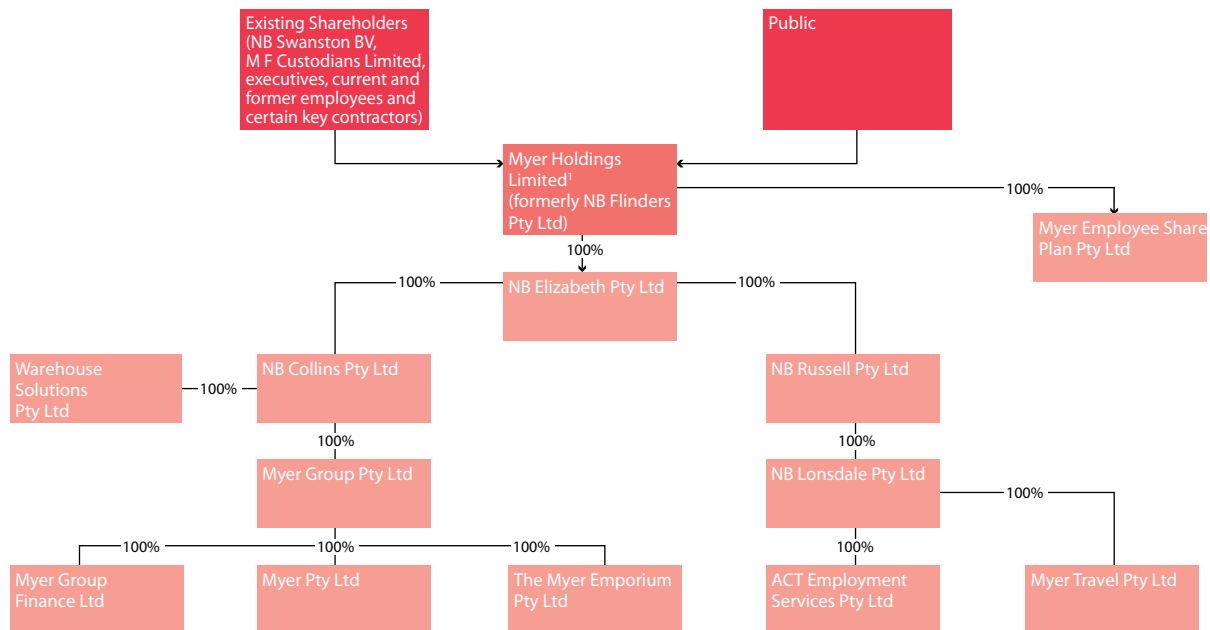 Existing Shareholders
(NB Swanston BV,
M F Custodians Limited,
executives, current and
former employees and
certain key contractors)
Public
Myer Holdings
Limited¹
(formerly NB Flinders
Pty Ltd)
100%
Myer Employee Share
Plan Pty Ltd
100%
100%
NB Elizabeth Pty Ltd
100%
Warehouse
Solutions
Pty Ltd
100%
NB Collins Pty Ltd
NB Russell Pty Ltd
100%
100%
Myer Group Pty Ltd
NB Lonsdale Pty Ltd
100%
100%
100%
100%
100%
Myer Group
Finance Ltd
Myer Pty Ltd
The Myer Emporium
Pty Ltd
ACT Employment
Services Pty Ltd
Myer Travel Pty Ltd